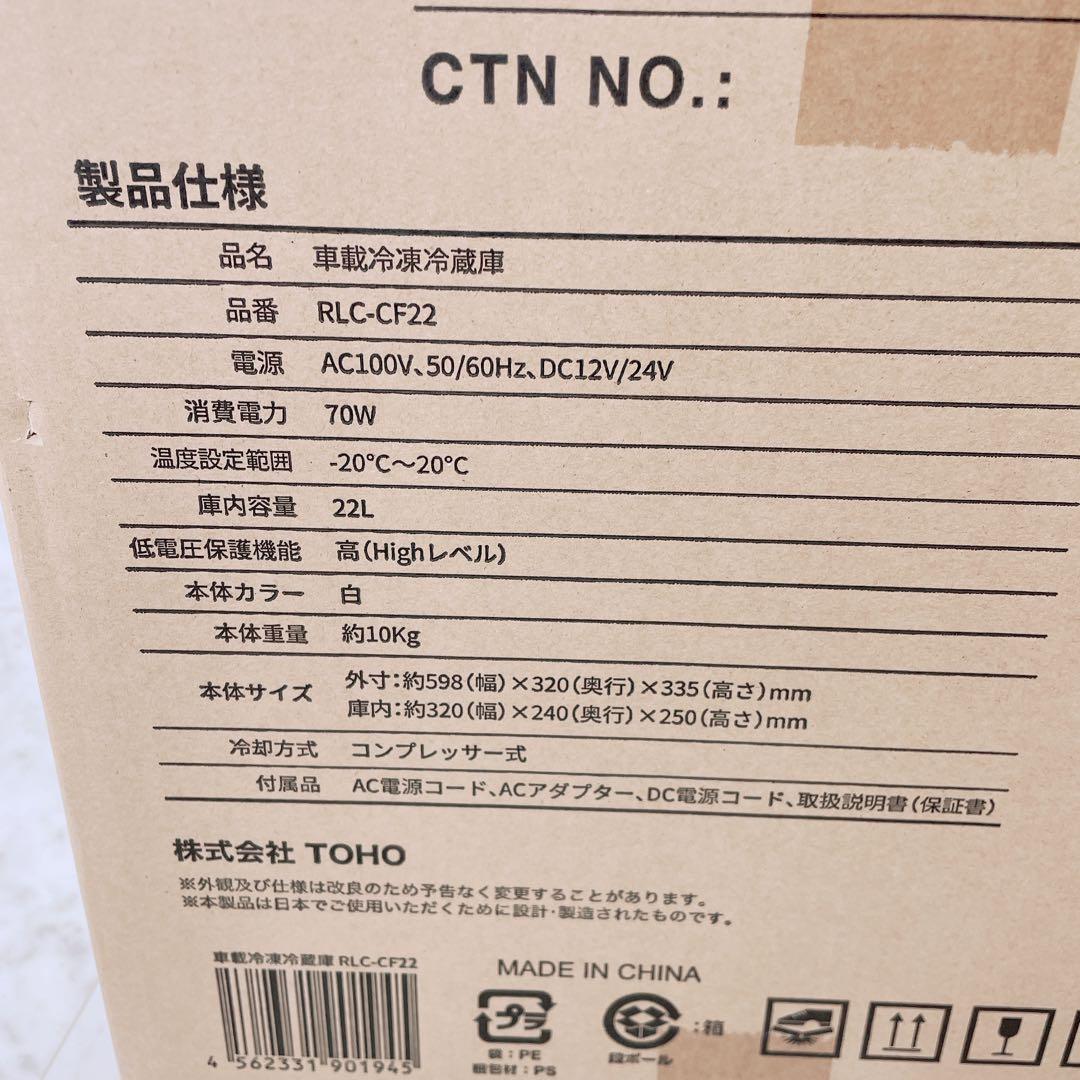 CTN NO.:
製品仕様
品名 車載冷凍冷蔵庫
品番 RLC-CF22
電源 AC100V、50/60Hz、DC12V/24V
消費電力 70W
温度設定範囲 -20℃～20℃
庫内容量 22L
低電圧保護機能 高(Highレベル)
本体カラー 白
本体重量 約10Kg
本体サイズ 外寸:約598(幅)×320(奥行)×335(高さ)mm
庫内:約320(幅)×240(奥行)×250(高さ)mm
冷却方式 コンプレッサー式
付属品 AC電源コード、ACアダプター、DC電源コード、取扱説明書(保証書)
株式会社 TOHO
※外観及び仕様は改良のため予告なく変更することがあります。
※本製品は日本でご使用いただくために設計・製造されたものです。
車載冷凍冷蔵庫 RLC-CF22
4 562331 901945
MADE IN CHINA
プラ
袋:PE
梱包材:PS
段ボール
:箱